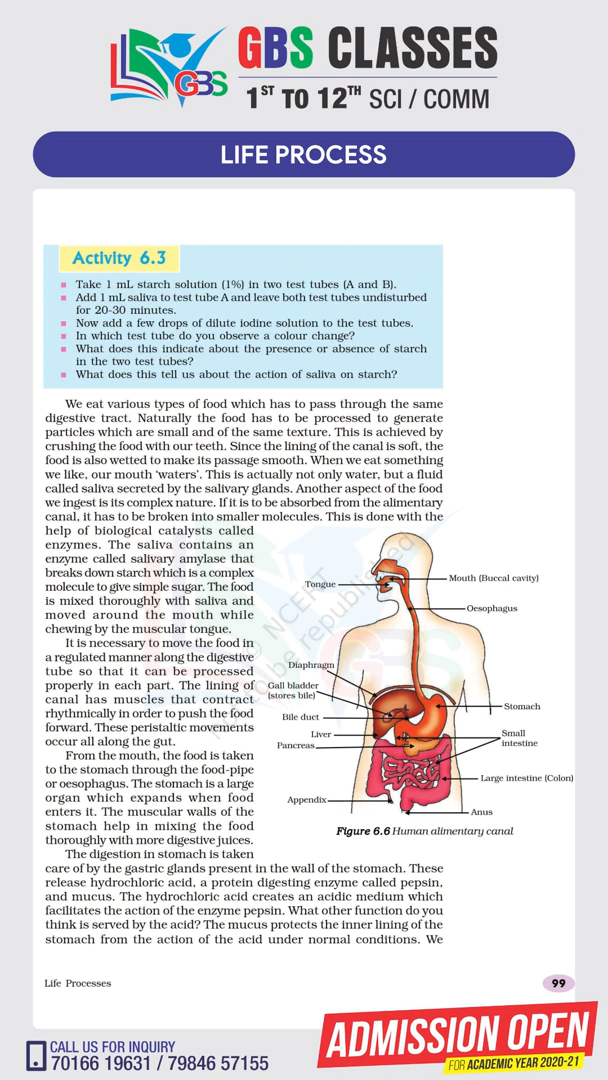 GBS
GBS CLASSES
1ST TO 12TH SCI / COMM
LIFE PROCESS
Activity 6.3
■ Take 1 mL starch solution (1%) in two test tubes (A and B).
■ Add 1 mL saliva to test tube A and leave both test tubes undisturbed
for 20-30 minutes.
■ Now add a few drops of dilute iodine solution to the test tubes.
■ In which test tube do you observe a colour change?
■ What does this indicate about the presence or absence of starch
in the two test tubes?
■ What does this tell us about the action of saliva on starch?
We eat various types of food which has to pass through the same
digestive tract. Naturally the food has to be processed to generate
particles which are small and of the same texture. This is achieved by
crushing the food with our teeth. Since the lining of the canal is soft, the
food is also wetted to make its passage smooth. When we eat something
we like, our mouth ‘waters’. This is actually not only water, but a fluid
called saliva secreted by the salivary glands. Another aspect of the food
we ingest is its complex nature. If it is to be absorbed from the alimentary
canal, it has to be broken into smaller molecules. This is done with the
help of biological catalysts called
enzymes. The saliva contains an
enzyme called salivary amylase that
breaks down starch which is a complex
molecule to give simple sugar. The food
is mixed thoroughly with saliva and
moved around the mouth while
chewing by the muscular tongue.
It is necessary to move the food in
a regulated manner along the digestive
tube so that it can be processed
properly in each part. The lining of
canal has muscles that contract
rhythmically in order to push the food
forward. These peristaltic movements
occur all along the gut.
From the mouth, the food is taken
to the stomach through the food-pipe
or oesophagus. The stomach is a large
organ which expands when food
enters it. The muscular walls of the
stomach help in mixing the food
thoroughly with more digestive juices.
The digestion in stomach is taken
care of by the gastric glands present in the wall of the stomach. These
release hydrochloric acid, a protein digesting enzyme called pepsin,
and mucus. The hydrochloric acid creates an acidic medium which
facilitates the action of the enzyme pepsin. What other function do you
think is served by the acid? The mucus protects the inner lining of the
stomach from the action of the acid under normal conditions. We
Tongue
Mouth (Buccal cavity)
Oesophagus
Diaphragm
Gall bladder
(stores bile)
Stomach
Bile duct
Liver
Small
intestine
Pancreas
Large intestine (Colon)
Appendix
Anus
Figure 6.6 Human alimentary canal
© NCERT
not to be republished
GBS
Life Processes
99
CALL US FOR INQUIRY
70166 19631 / 79846 57155
ADMISSION OPEN
FOR ACADEMIC YEAR 2020-21